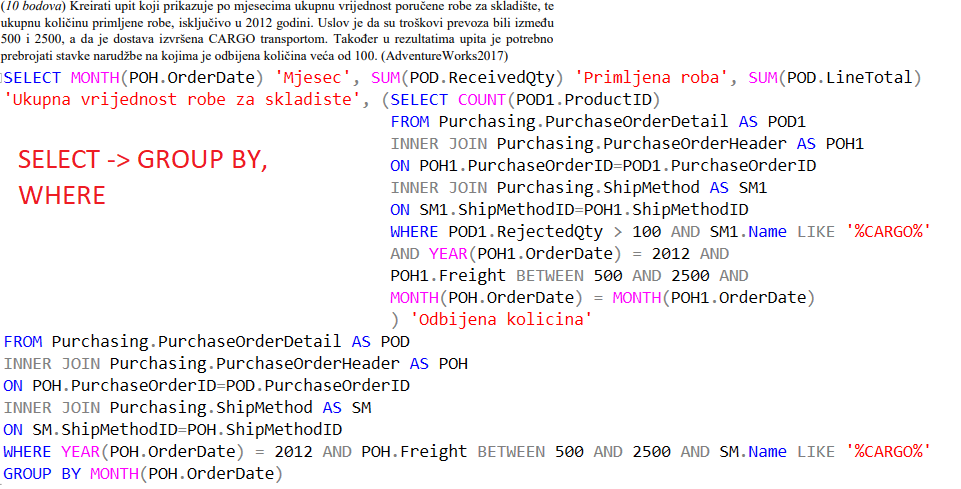 (10 bodova) Kreirati upit koji prikazuje po mjesecima ukupnu vrijednost poručene robe za skladište, te
ukupnu količinu primljene robe, isključivo u 2012 godini. Uslov je da su troškovi prevoza bili između
500 i 2500, a da je dostava izvršena CARGO transportom. Također u rezultatima upita je potrebno
prebrojati stavke narudžbe na kojima je odbijena količina veća od 100. (AdventureWorks2017)
SELECT MONTH(POH.OrderDate) 'Mjesec', SUM(POD.ReceivedQty) 'Primljena roba', SUM(POD.LineTotal)
'Ukupna vrijednost robe za skladiste', (SELECT COUNT(POD1.ProductID)
FROM Purchasing.PurchaseOrderDetail AS POD1
INNER JOIN Purchasing.PurchaseOrderHeader AS POH1
ON POH1.PurchaseOrderID=POD1.PurchaseOrderID
INNER JOIN Purchasing.ShipMethod AS SM1
ON SM1.ShipMethodID=POH1.ShipMethodID
WHERE POD1.RejectedQty > 100 AND SM1.Name LIKE '%CARGO%'
AND YEAR(POH1.OrderDate) = 2012 AND
POH1.Freight BETWEEN 500 AND 2500 AND
MONTH(POH.OrderDate) = MONTH(POH1.OrderDate)
) 'Odbijena kolicina'
SELECT -> GROUP BY,
WHERE
FROM Purchasing.PurchaseOrderDetail AS POD
INNER JOIN Purchasing.PurchaseOrderHeader AS POH
ON POH.PurchaseOrderID=POD.PurchaseOrderID
INNER JOIN Purchasing.ShipMethod AS SM
ON SM.ShipMethodID=POH.ShipMethodID
WHERE YEAR(POH.OrderDate) = 2012 AND POH.Freight BETWEEN 500 AND 2500 AND SM.Name LIKE '%CARGO%'
GROUP BY MONTH(POH.OrderDate)